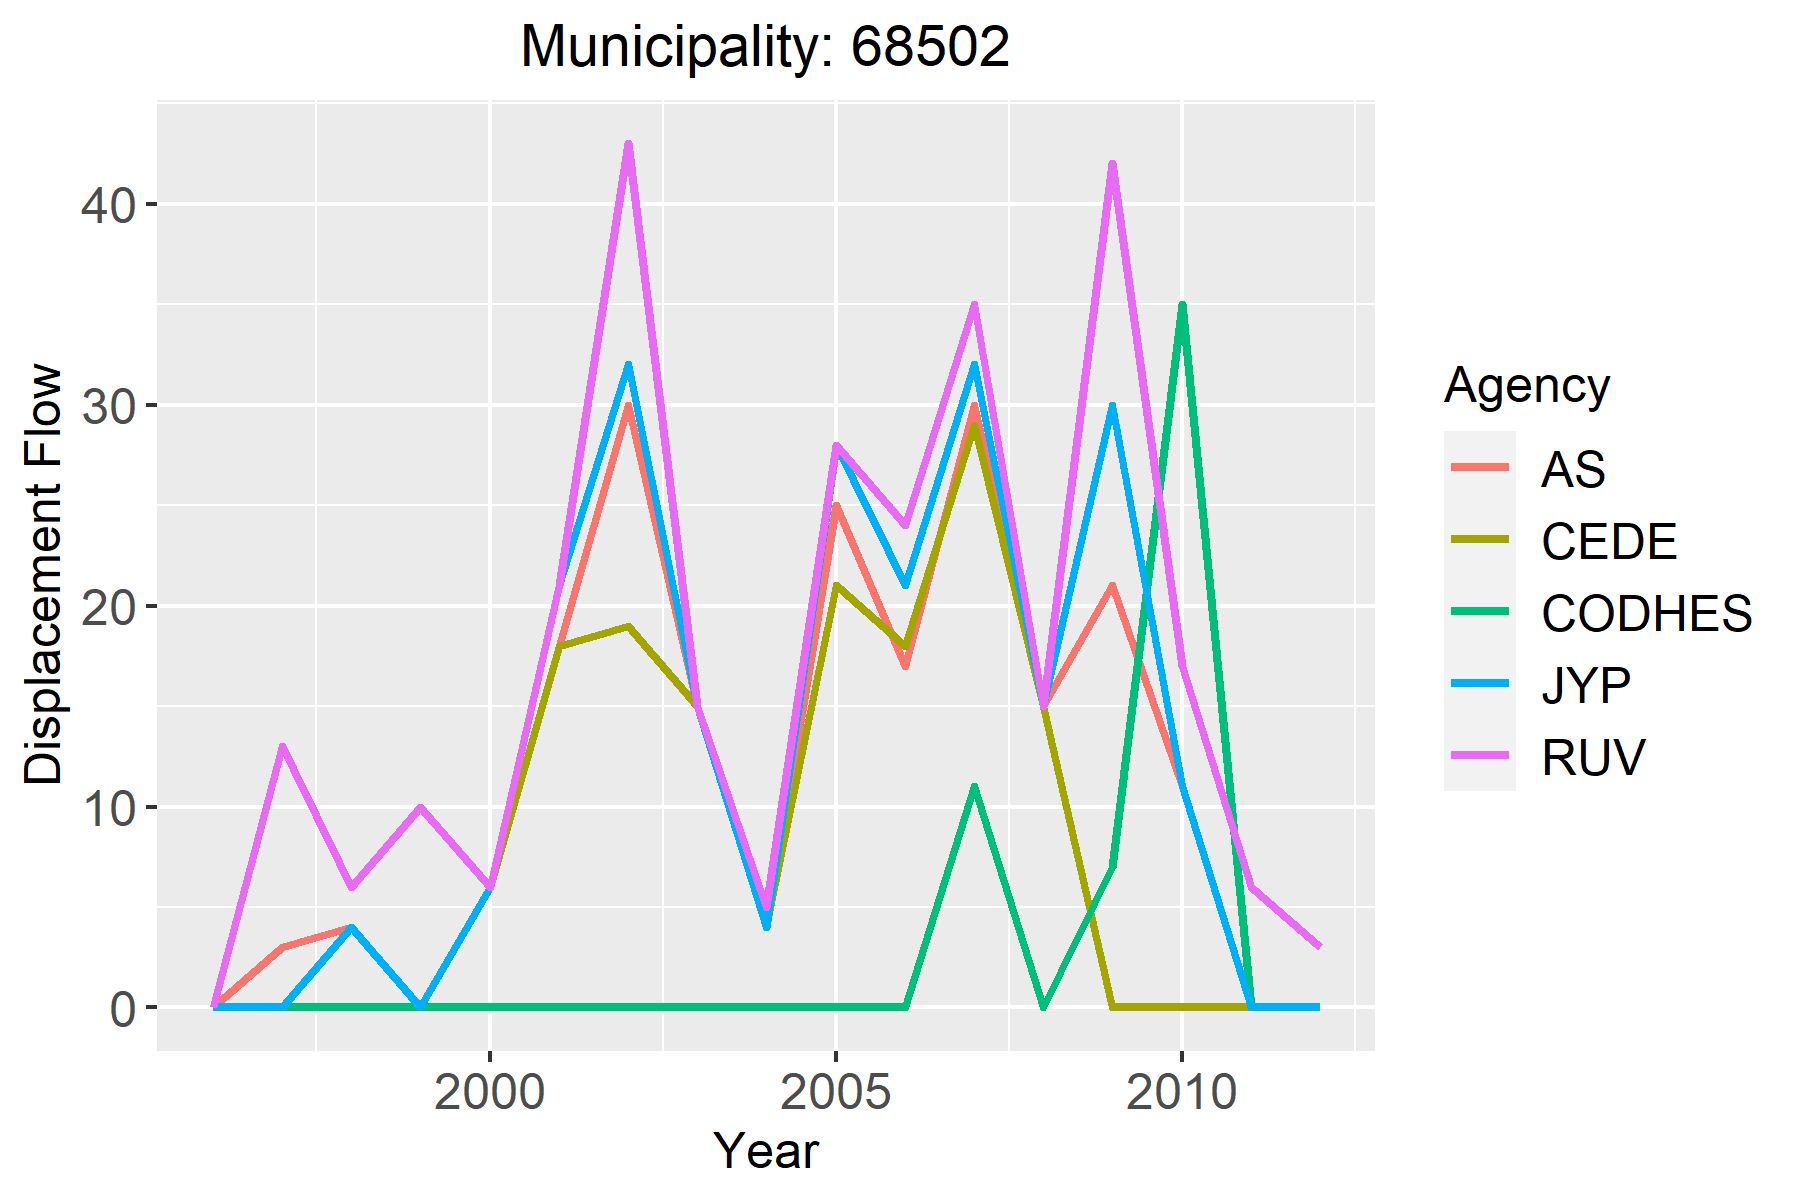 Municipality: 68502
Displacement Flow
40
30
20
10
0
2000 2005 2010
Year
Agency
AS
CEDE
CODHES
JYP
RUV